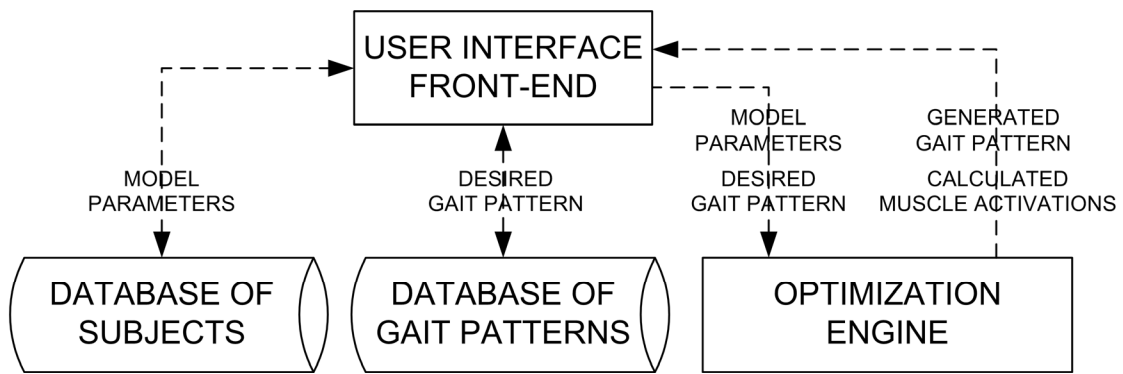 USER INTERFACE
FRONT-END
MODEL
PARAMETERS
DESIRED
GAIT PATTERN
MODEL
PARAMETERS
DESIRED
GAIT PATTERN
GENERATED
GAIT PATTERN
CALCULATED
MUSCLE ACTIVATIONS
DATABASE OF
SUBJECTS
DATABASE OF
GAIT PATTERNS
OPTIMIZATION
ENGINE